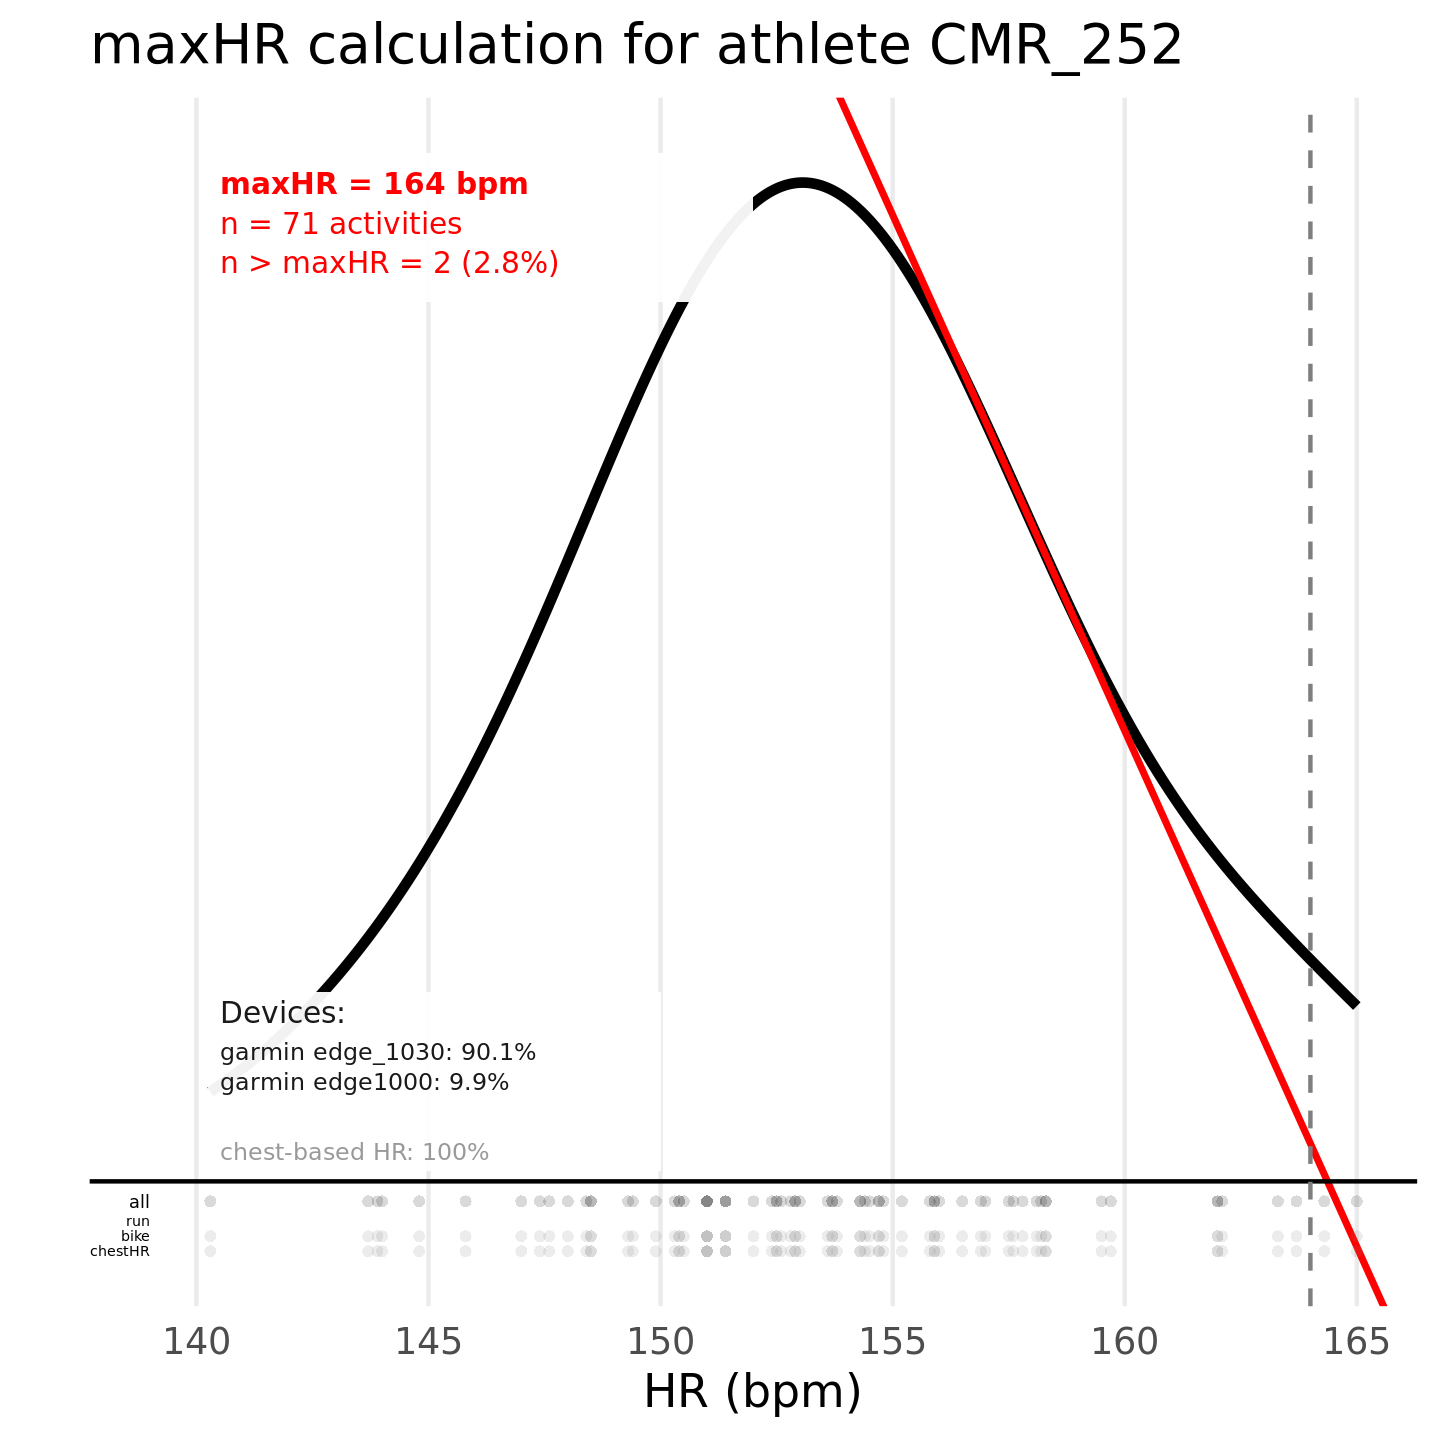 maxHR calculation for athlete CMR_252
maxHR = 164 bpm
n = 71 activities
n > maxHR = 2 (2.8%)
Devices:
garmin edge_1030: 90.1%
garmin edge1000: 9.9%
chest-based HR: 100%
all
run
bike
chestHR
140 145 150 155 160 165
HR (bpm)